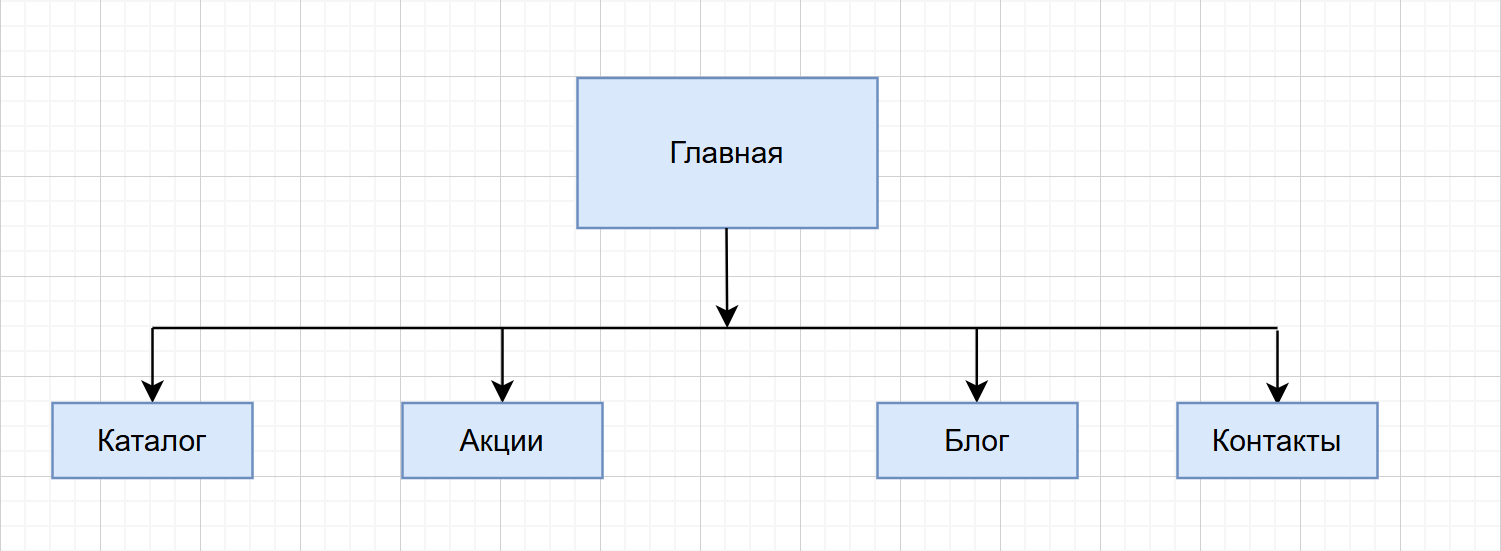 Главная
Каталог
Акции
Блог
Контакты